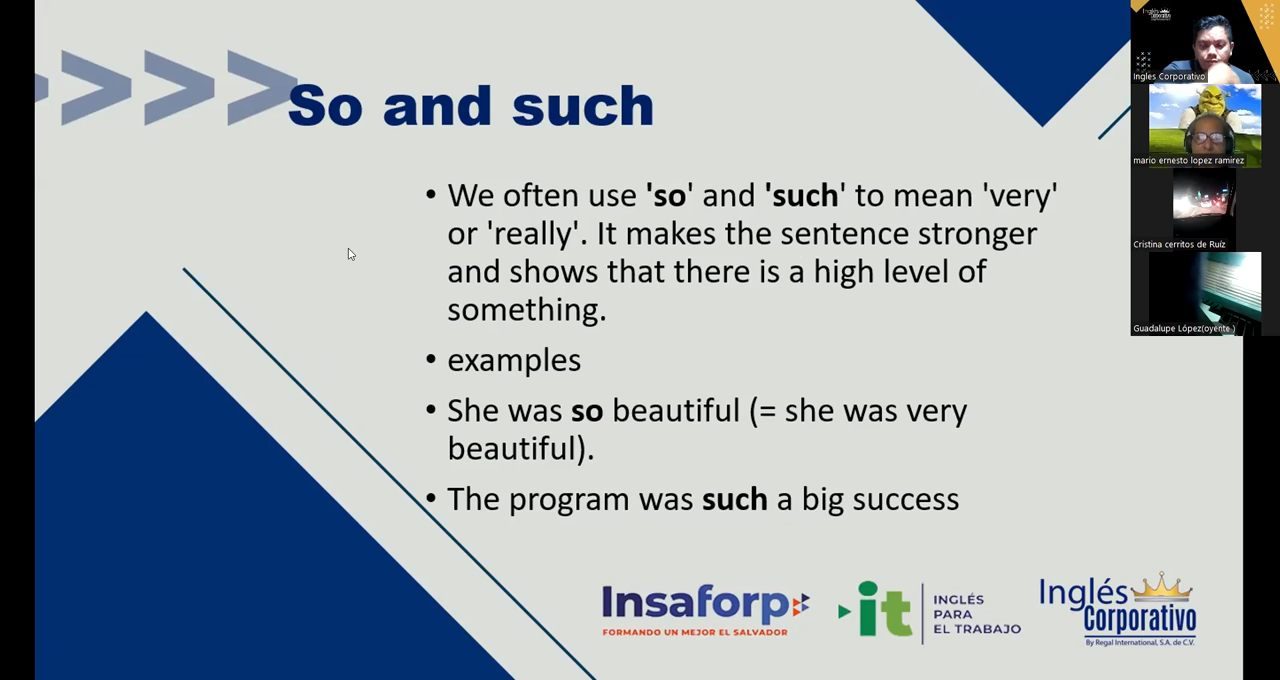 >>>>
So and such
• We often use 'so' and 'such' to mean 'very'
or 'really'. It makes the sentence stronger
and shows that there is a high level of
something.
• examples
• She was so beautiful (= she was very
beautiful).
• The program was such a big success
Insaforp
FORMANDO UN MEJOR EL SALVADOR
it
INGLÉS
PARA
EL TRABAJO
Inglés
Corporativo
By Regal International, S.A. de C.V.
Inglés
Corporativo
Ingles Corporativo
mario ernesto lopez ramirez
Cristina cerritos de Ruíz
Guadalupe López(oyente )